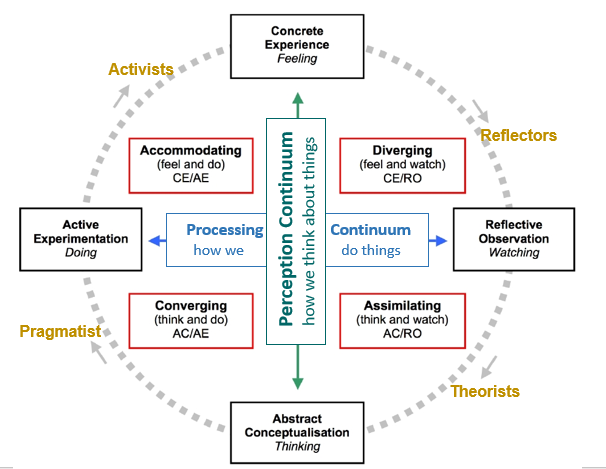 Concrete
Experience
Feeling
Activists
Reflectors
Accommodating
(feel and do)
CE/AE
Diverging
(feel and watch)
CE/RO
Perception Continuum
how we think about things
Active
Experimentation
Doing
Processing
how we
Continuum
do things
Reflective
Observation
Watching
Converging
(think and do)
AC/AE
Assimilating
(think and watch)
AC/RO
Pragmatist
Theorists
Abstract
Conceptualisation
Thinking